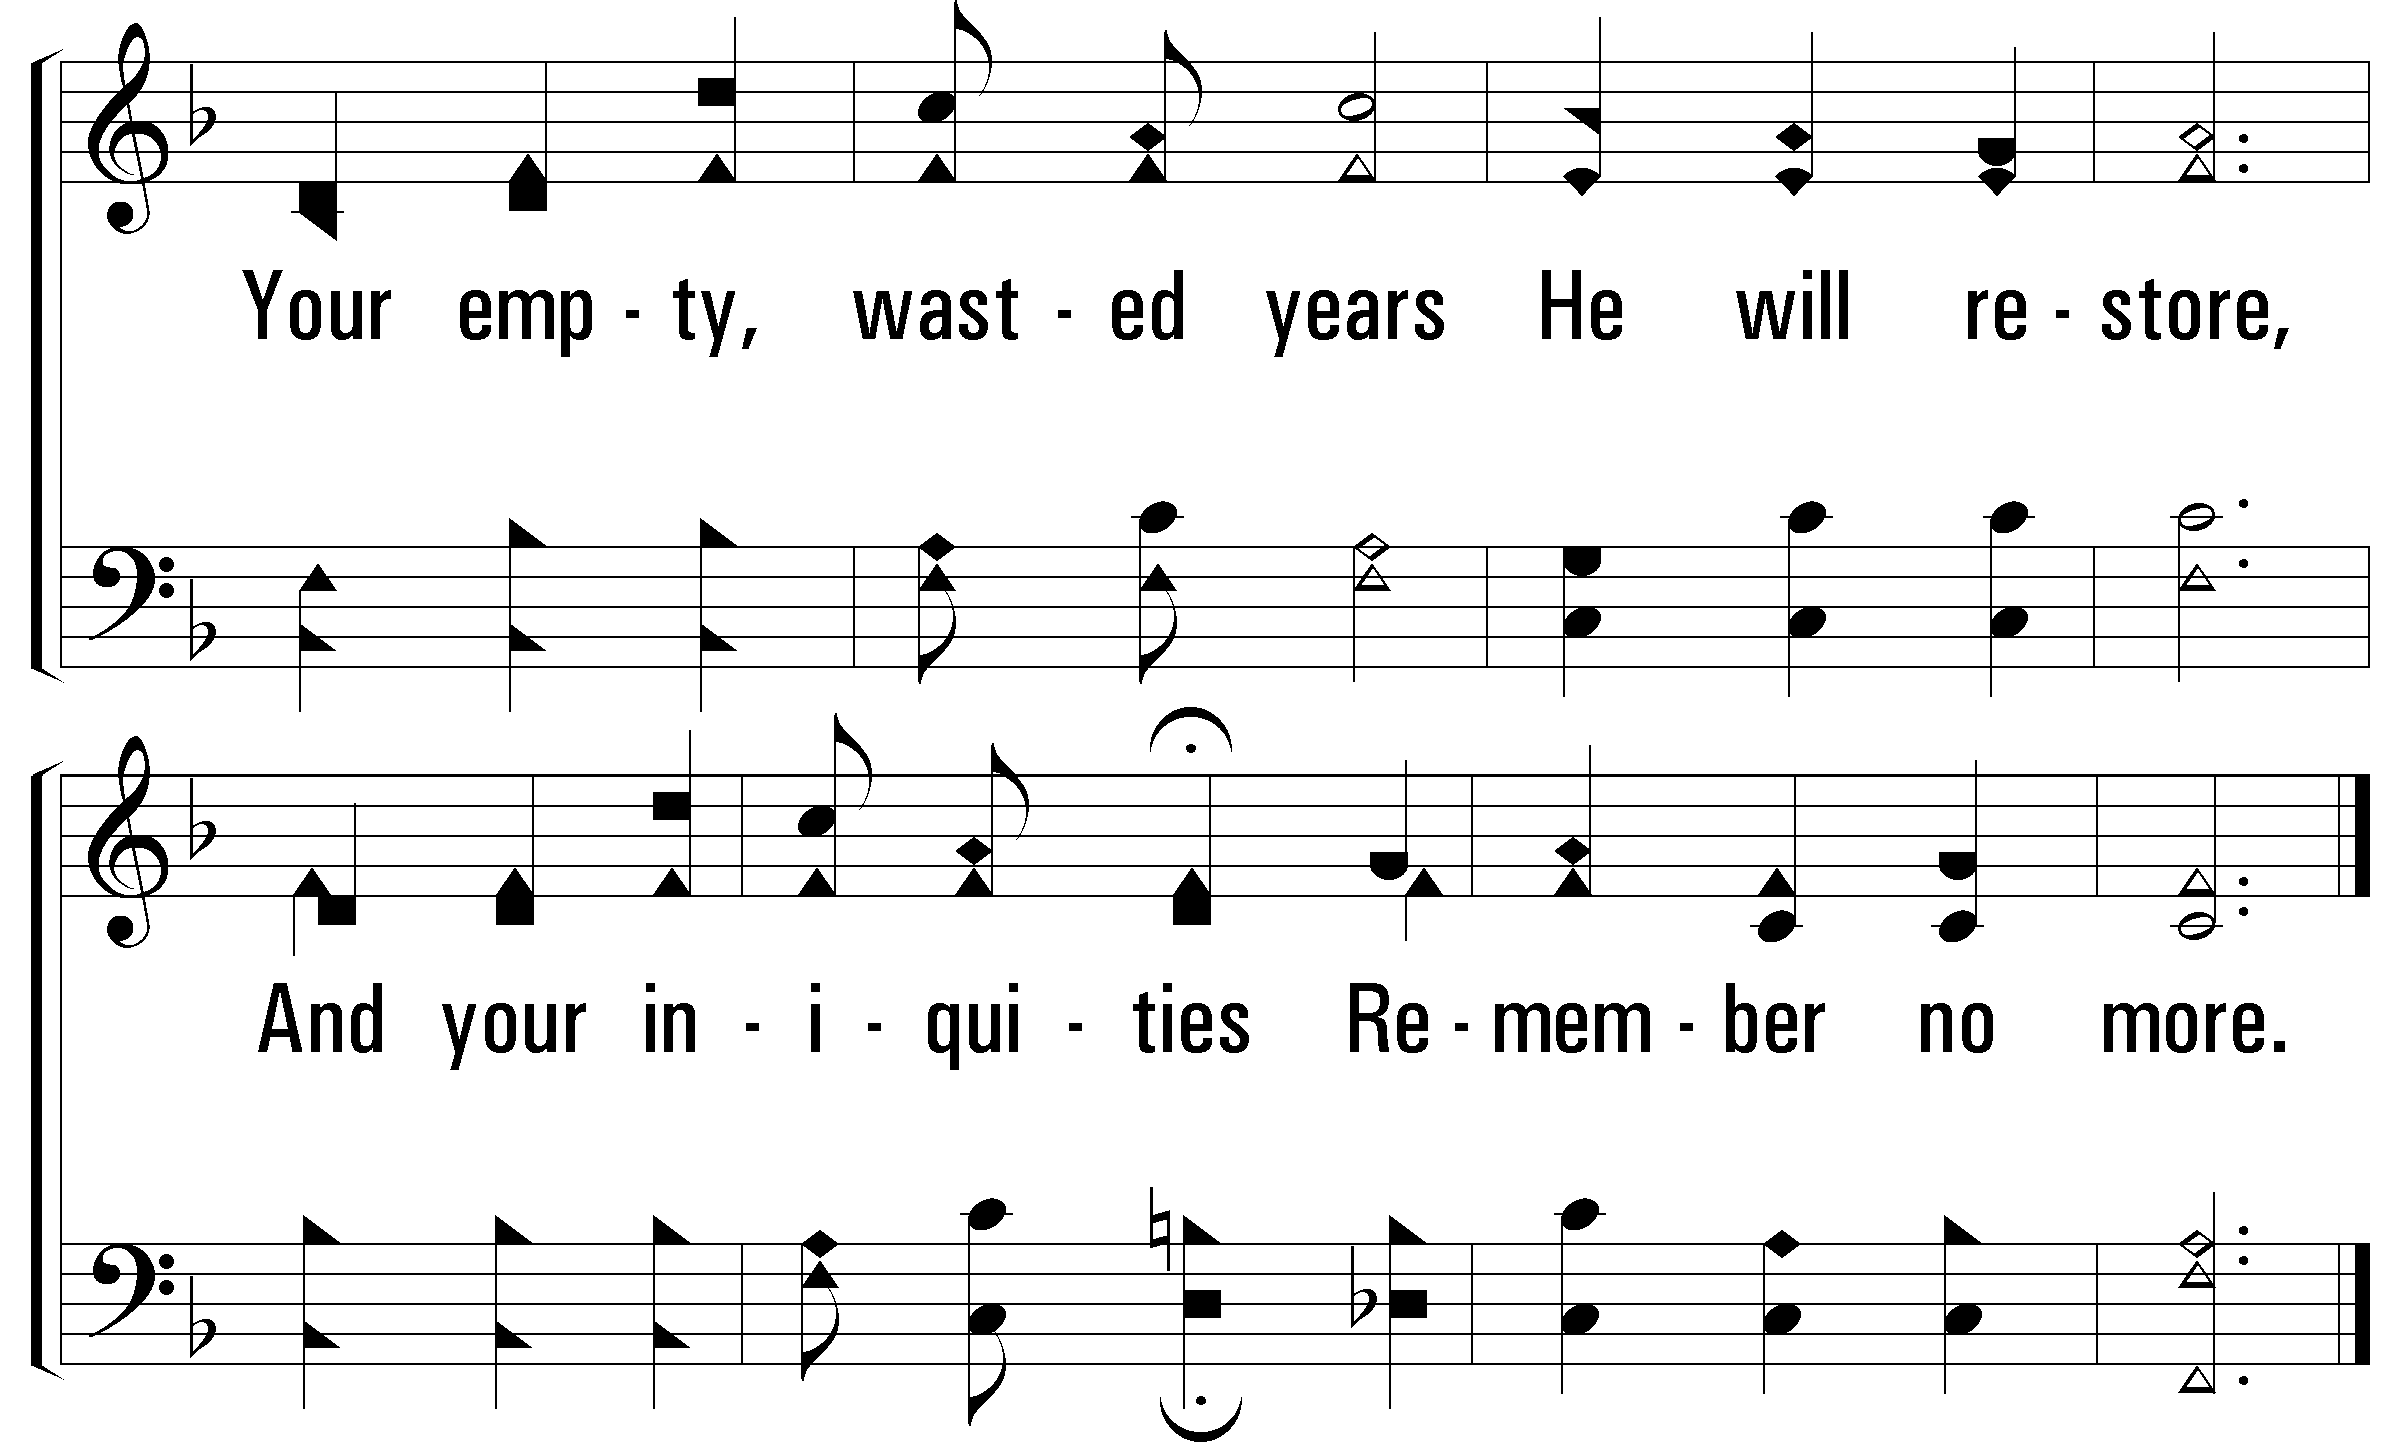 Your emp - ty, wast - ed years He will re - store,
And your in - i - qui - ties Re - mem - ber no more.